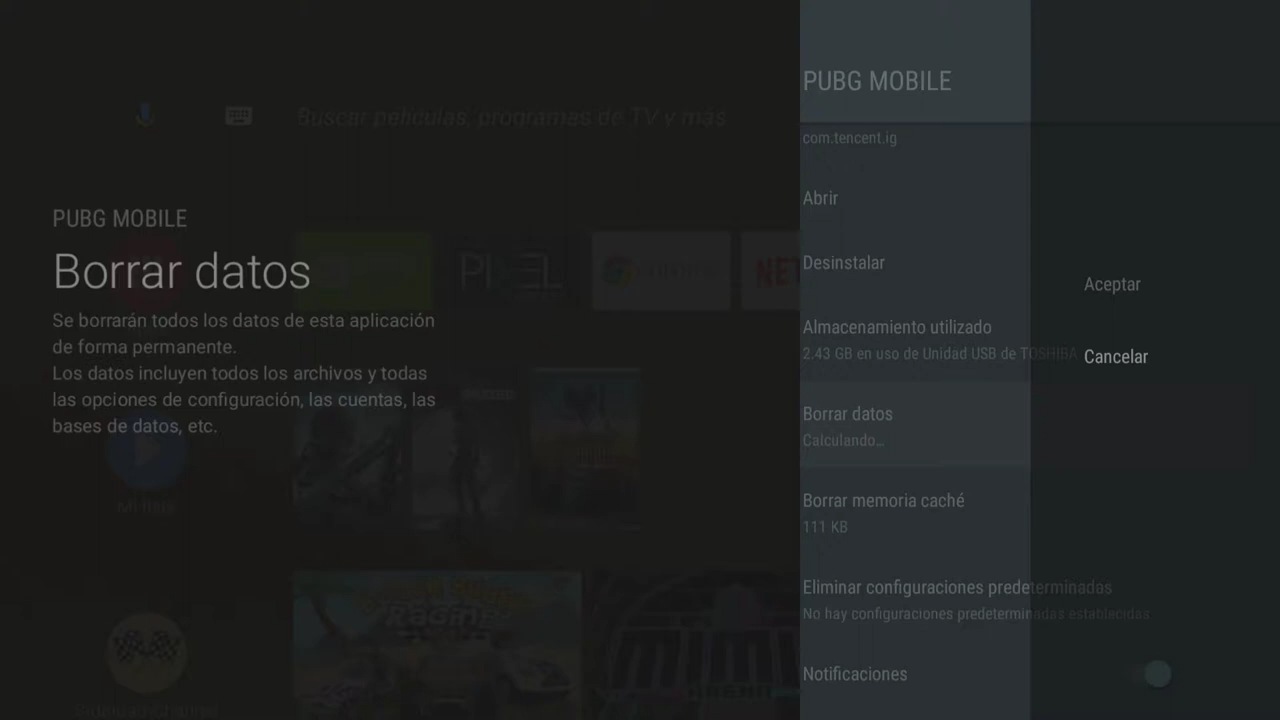 Buscar películas, programas de TV y más
PUBG MOBILE
Borrar datos
Se borrarán todos los datos de esta aplicación
de forma permanente.
Los datos incluyen todos los archivos y todas
las opciones de configuración, las cuentas, las
bases de datos, etc.
PIXEL
NET
RACING
PUBG MOBILE
com.tencent.ig
Abrir
Desinstalar
Almacenamiento utilizado
2.43 GB en uso de Unidad USB de TOSHIBA
Borrar datos
Calculando...
Borrar memoria caché
111 KB
Eliminar configuraciones predeterminadas
No hay configuraciones predeterminadas establecidas.
Notificaciones
Aceptar
Cancelar